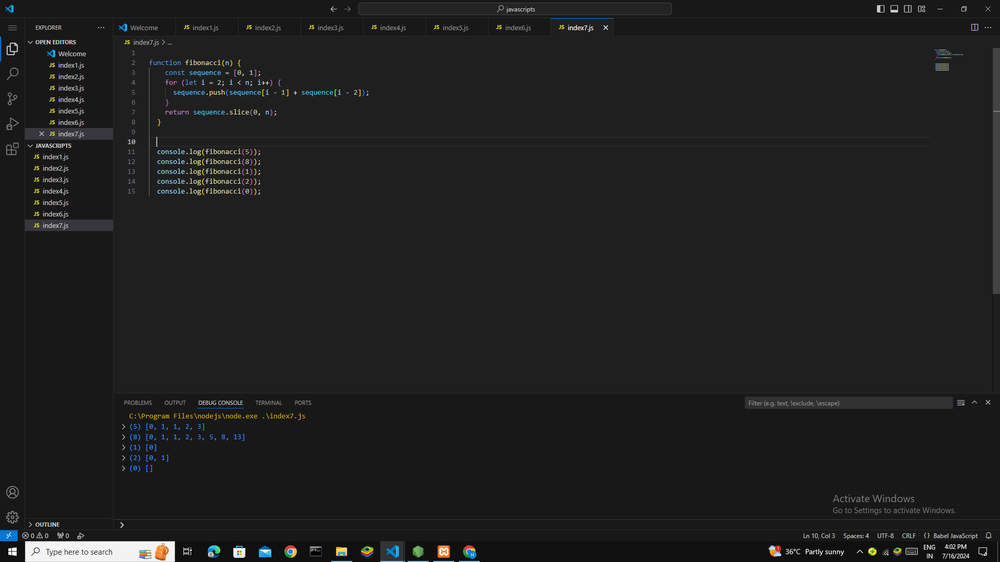 javascripts
EXPLORER
OPEN EDITORS
Welcome
index1.js
index2.js
index3.js
index4.js
index5.js
index6.js
index7.js
JAVASCRIPTS
index1.js
index2.js
index3.js
index4.js
index5.js
index6.js
index7.js
OUTLINE
Welcome JS index1.js JS index2.js JS index3.js JS index4.js JS index5.js JS index6.js JS index7.js
JS index7.js > ...
1
2 function fibonacci(n) {
3 const sequence = [0, 1];
4 for (let i = 2; i < n; i++) {
5 sequence.push(sequence[i - 1] + sequence[i - 2]);
6 }
7 return sequence.slice(0, n);
8 }
9
10
11 console.log(fibonacci(5));
12 console.log(fibonacci(8));
13 console.log(fibonacci(1));
14 console.log(fibonacci(2));
15 console.log(fibonacci(0));
PROBLEMS OUTPUT DEBUG CONSOLE TERMINAL PORTS
Filter (e.g. text, !exclude, \escape)
C:\Program Files\nodejs\node.exe .\index7.js
> (5) [0, 1, 1, 2, 3]
> (8) [0, 1, 1, 2, 3, 5, 8, 13]
> (1) [0]
> (2) [0, 1]
> (0) []
Activate Windows
Go to Settings to activate Windows.
0 0 0
Ln 10, Col 3 Spaces: 4 UTF-8 CRLF {} Babel JavaScript
Type here to search
1 36°C Partly sunny
ENG
IN
4:02 PM
7/16/2024